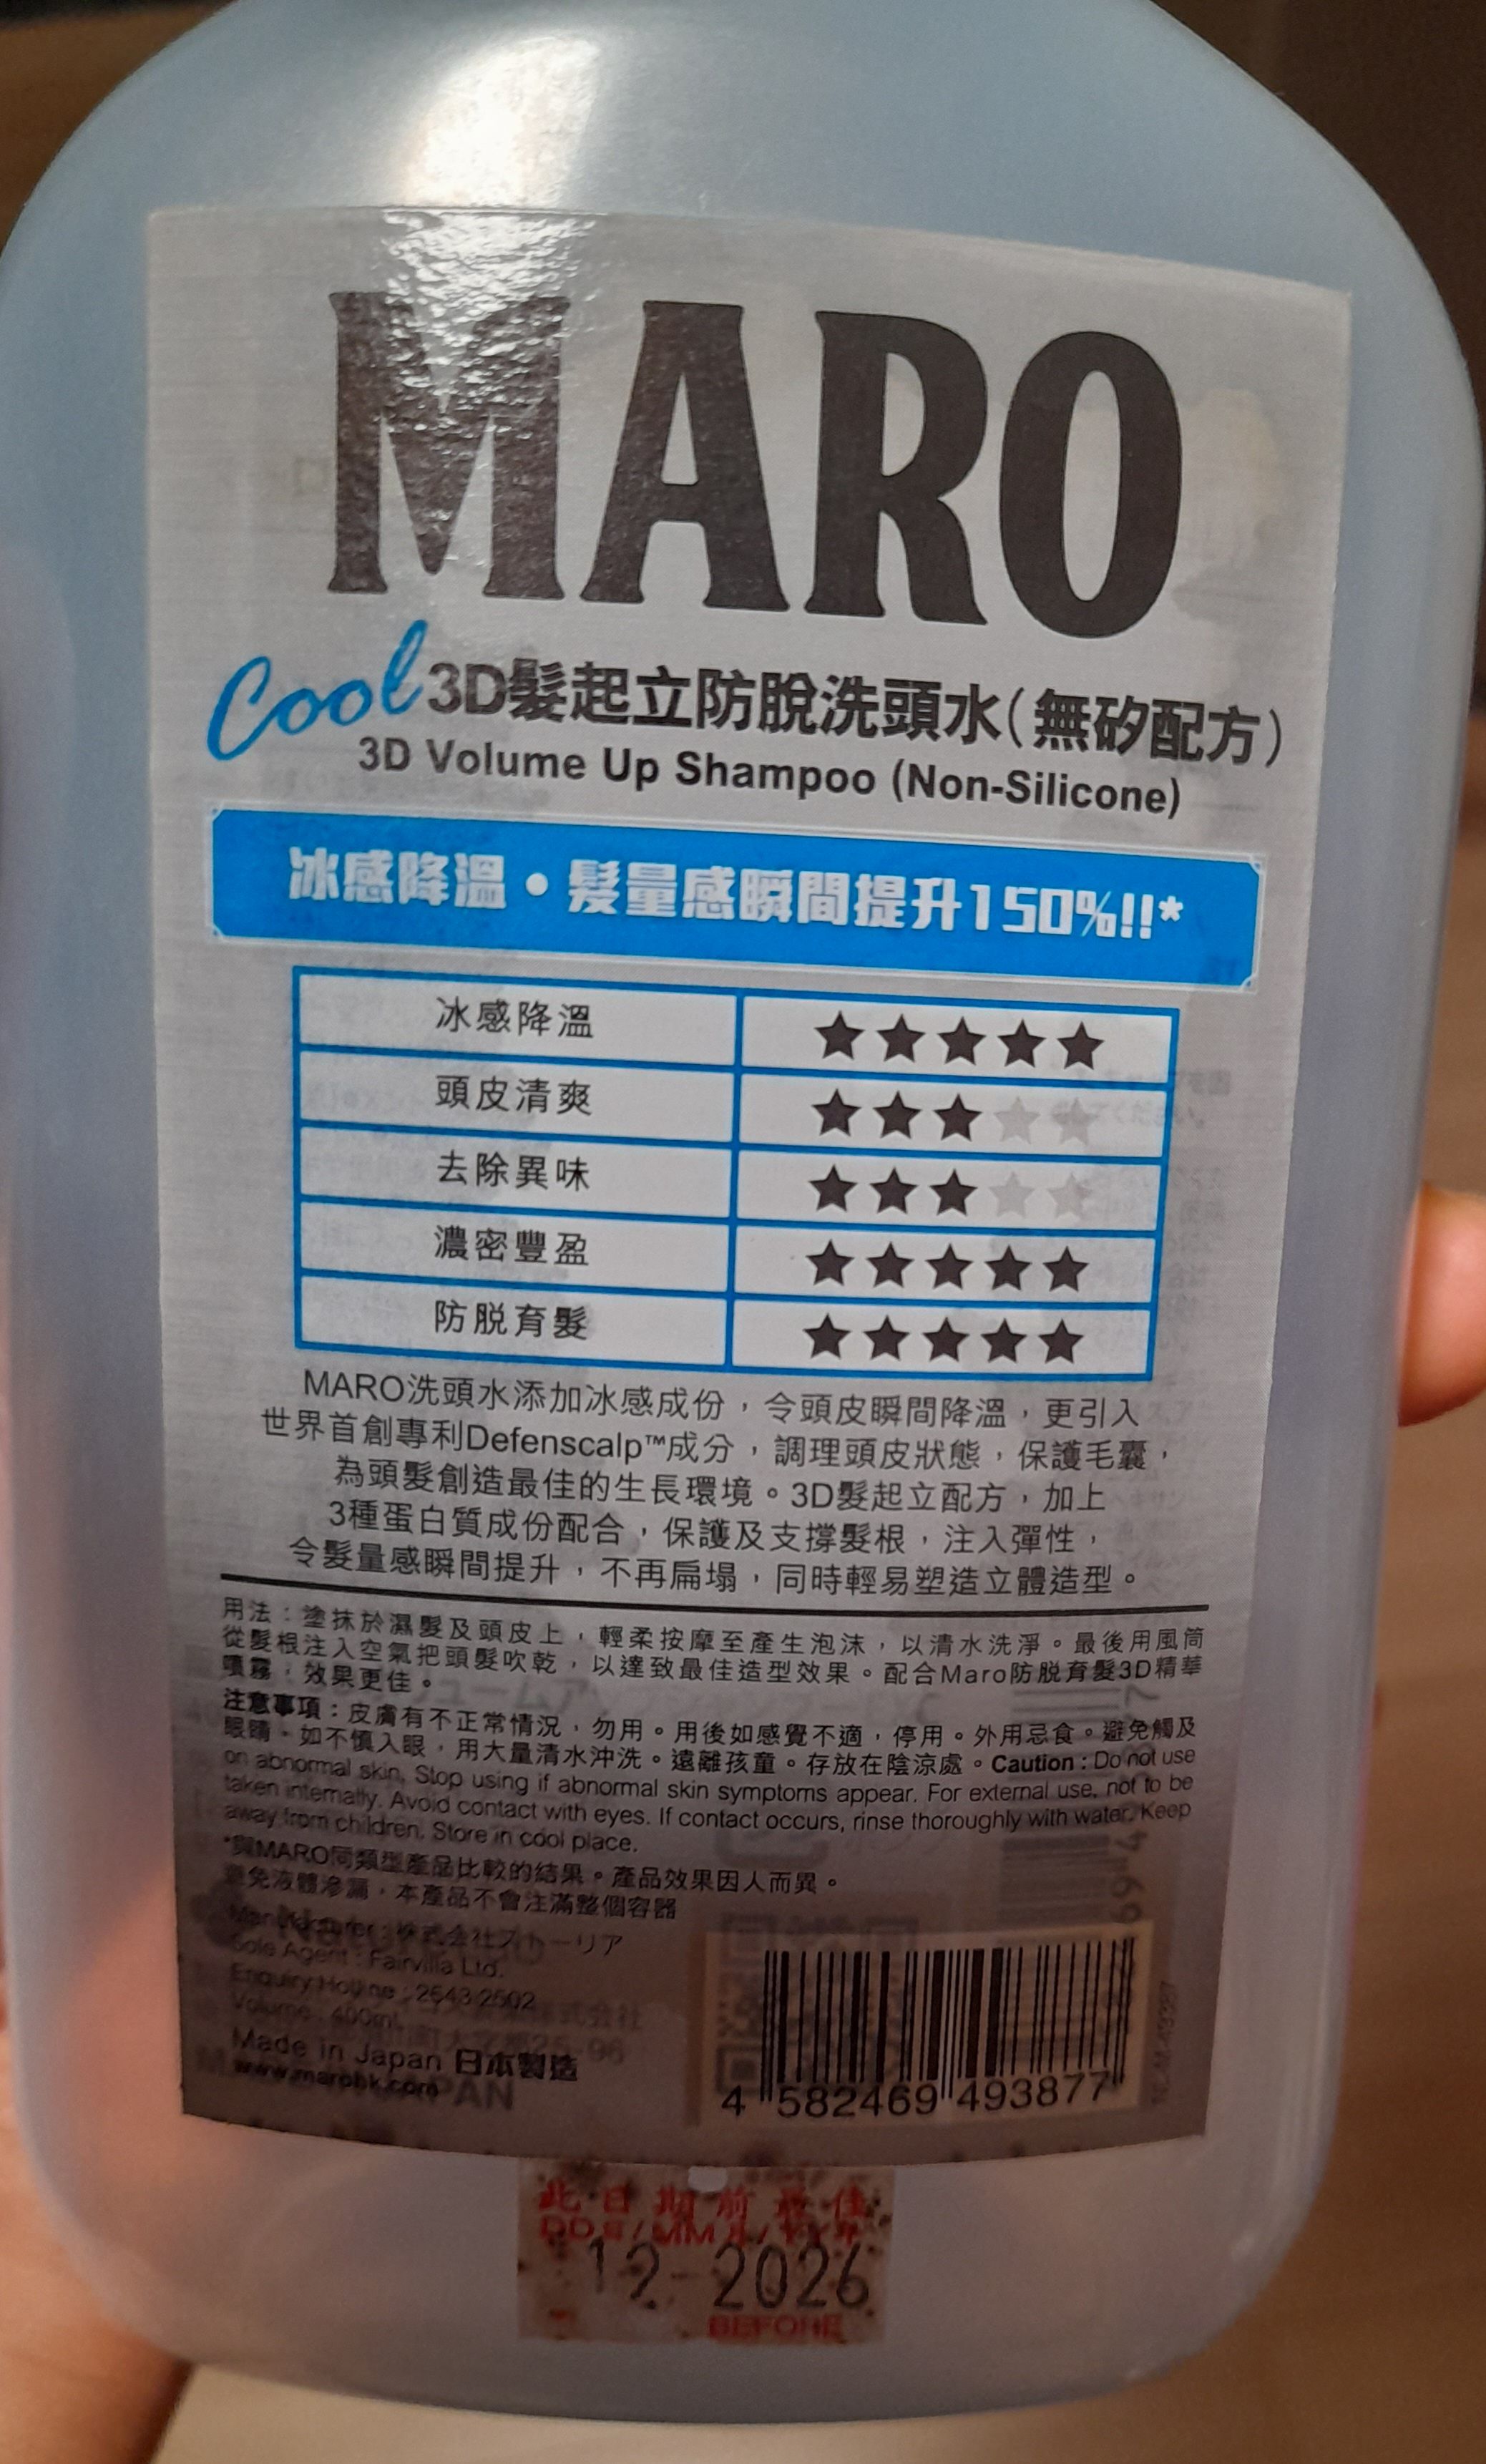 MARO
Cool 3D髮起立防脫洗頭水(無矽配方)
3D Volume Up Shampoo (Non-Silicone)
冰感降溫•髮量感瞬間提升150%!!*
冰感降溫 ★★★★★
頭皮清爽 ★★★★★
去除異味 ★★★★★
濃密豐盈 ★★★★★
防脫育髮 ★★★★★
MARO洗頭水添加冰感成份，令頭皮瞬間降溫，更引入
世界首創專利Defenscalp™成分，調理頭皮狀態，保護毛囊，
為頭髮創造最佳的生長環境。3D髮起立配方，加上
3種蛋白質成份配合，保護及支撐髮根，注入彈性，
令髮量感瞬間提升，不再扁塌，同時輕易塑造立體造型。
用法：塗抹於濕髮及頭皮上，輕柔按摩至產生泡沫，以清水洗淨。最後用風筒
從髮根注入空氣把頭髮吹乾，以達致最佳造型效果。配合Maro防脫育髮3D精華
噴霧，效果更佳。
注意事項：皮膚有不正常情況，勿用。用後如感覺不適，停用。外用忌食。避免觸及
眼睛。如不慎入眼，用大量清水沖洗。遠離孩童。存放在陰涼處。Caution : Do not use
on abnormal skin. Stop using if abnormal skin symptoms appear. For external use, not to be
taken internally. Avoid contact with eyes. If contact occurs, rinse thoroughly with water. Keep
away from children. Store in cool place.
*與MARO同類型產品比較的結果。產品效果因人而異。
避免液體滲漏，本產品不會注滿整個容器
Manufacturer : 株式会社ストーリア
Sole Agent : Fairvilla Ltd.
Enquiry Hotline : 2543 2502
Volume : 400ml
Made in Japan 日本製造
www.marohk.com
4 582469 493877
此日期前最佳
DD日/MM月/YY年
12 2026
BEFORE